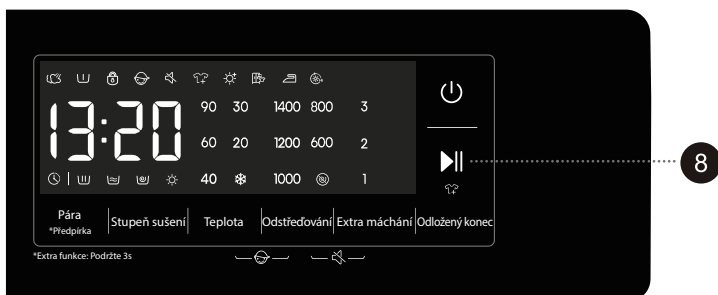 90 30 1400 800 3
13:20
60 20 1200 600 2
8
40 1000 1
Pára
*Předpírka
Stupeň sušení
Teplota
Odstřeďování
Extra máchání
Odložený konec
*Extra funkce: Podržte 3s